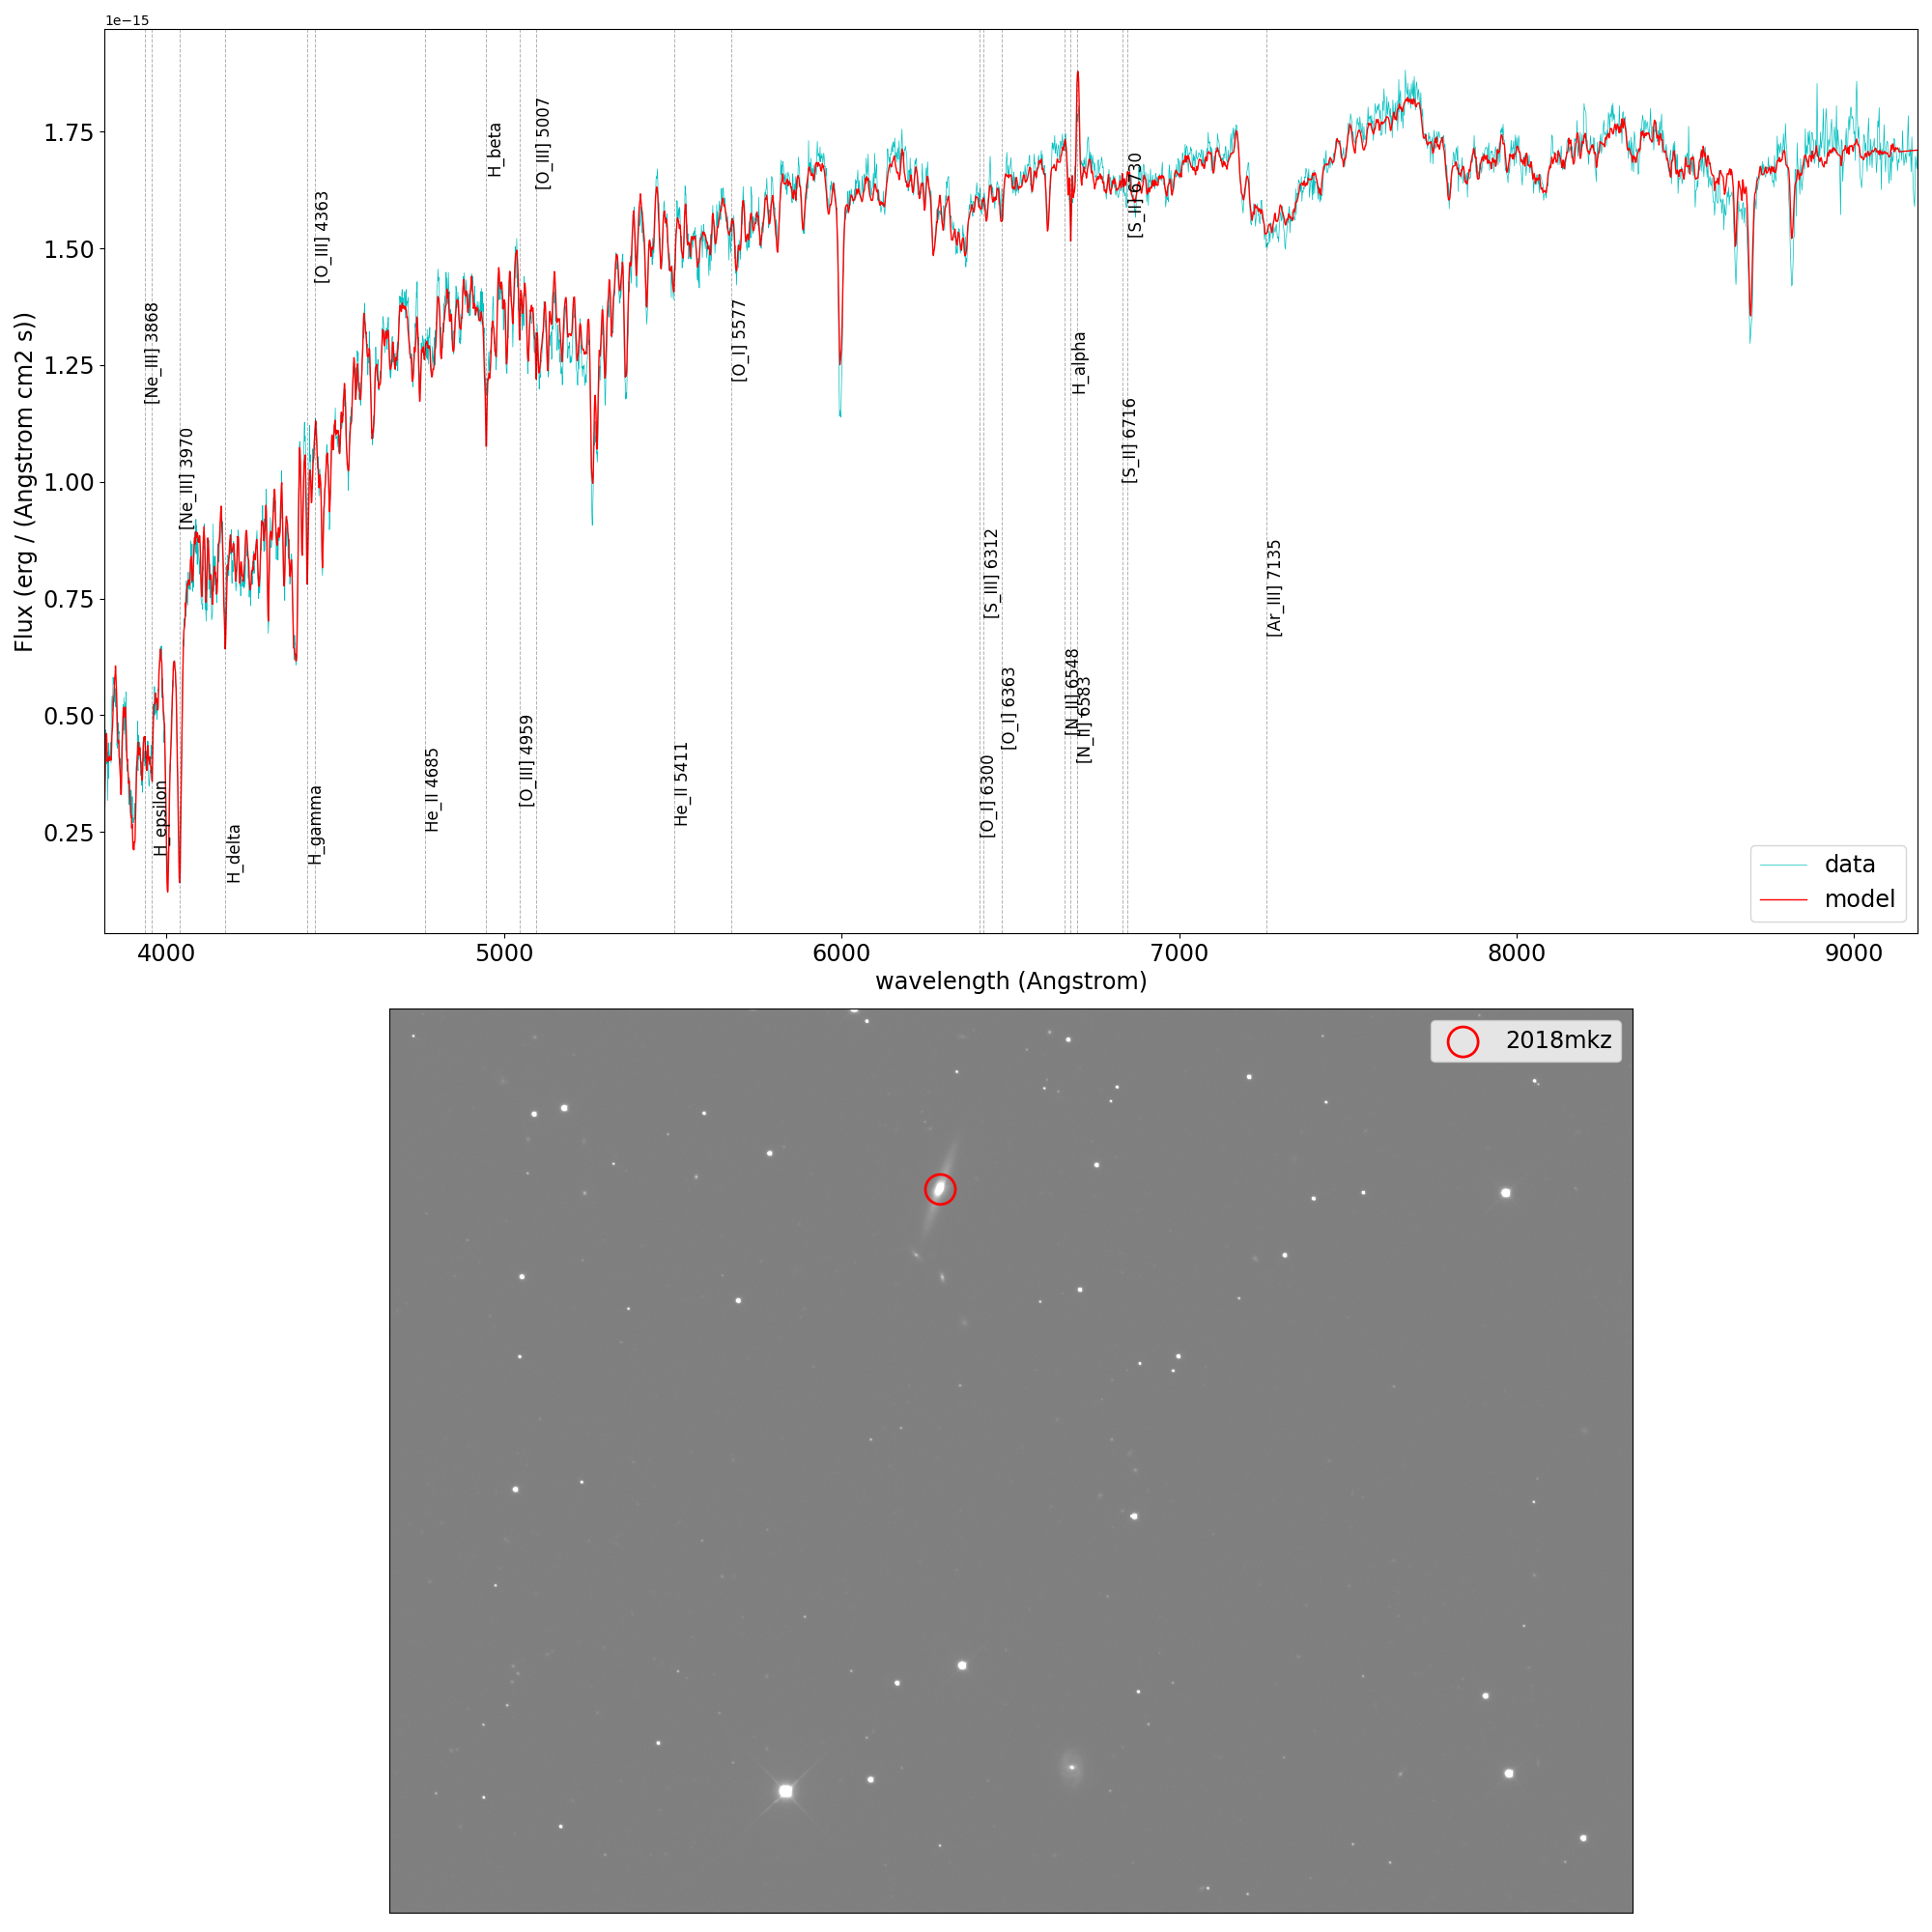 1e−15
Flux (erg / (Angstrom cm2 s))
1.75
1.50
1.25
1.00
0.75
0.50
0.25
[Ne_III] 3868
H_epsilon
[Ne_III] 3970
H_delta
H_gamma
[O_III] 4363
He_II 4685
H_beta
[O_III] 4959
[O_III] 5007
He_II 5411
[O_I] 5577
[O_I] 6300
[S_III] 6312
[O_I] 6363
[N_II] 6548
H_alpha
[N_II] 6583
[S_II] 6716
[S_II] 6730
[Ar_III] 7135
data
model
4000
5000
6000
7000
8000
9000
wavelength (Angstrom)
2018mkz